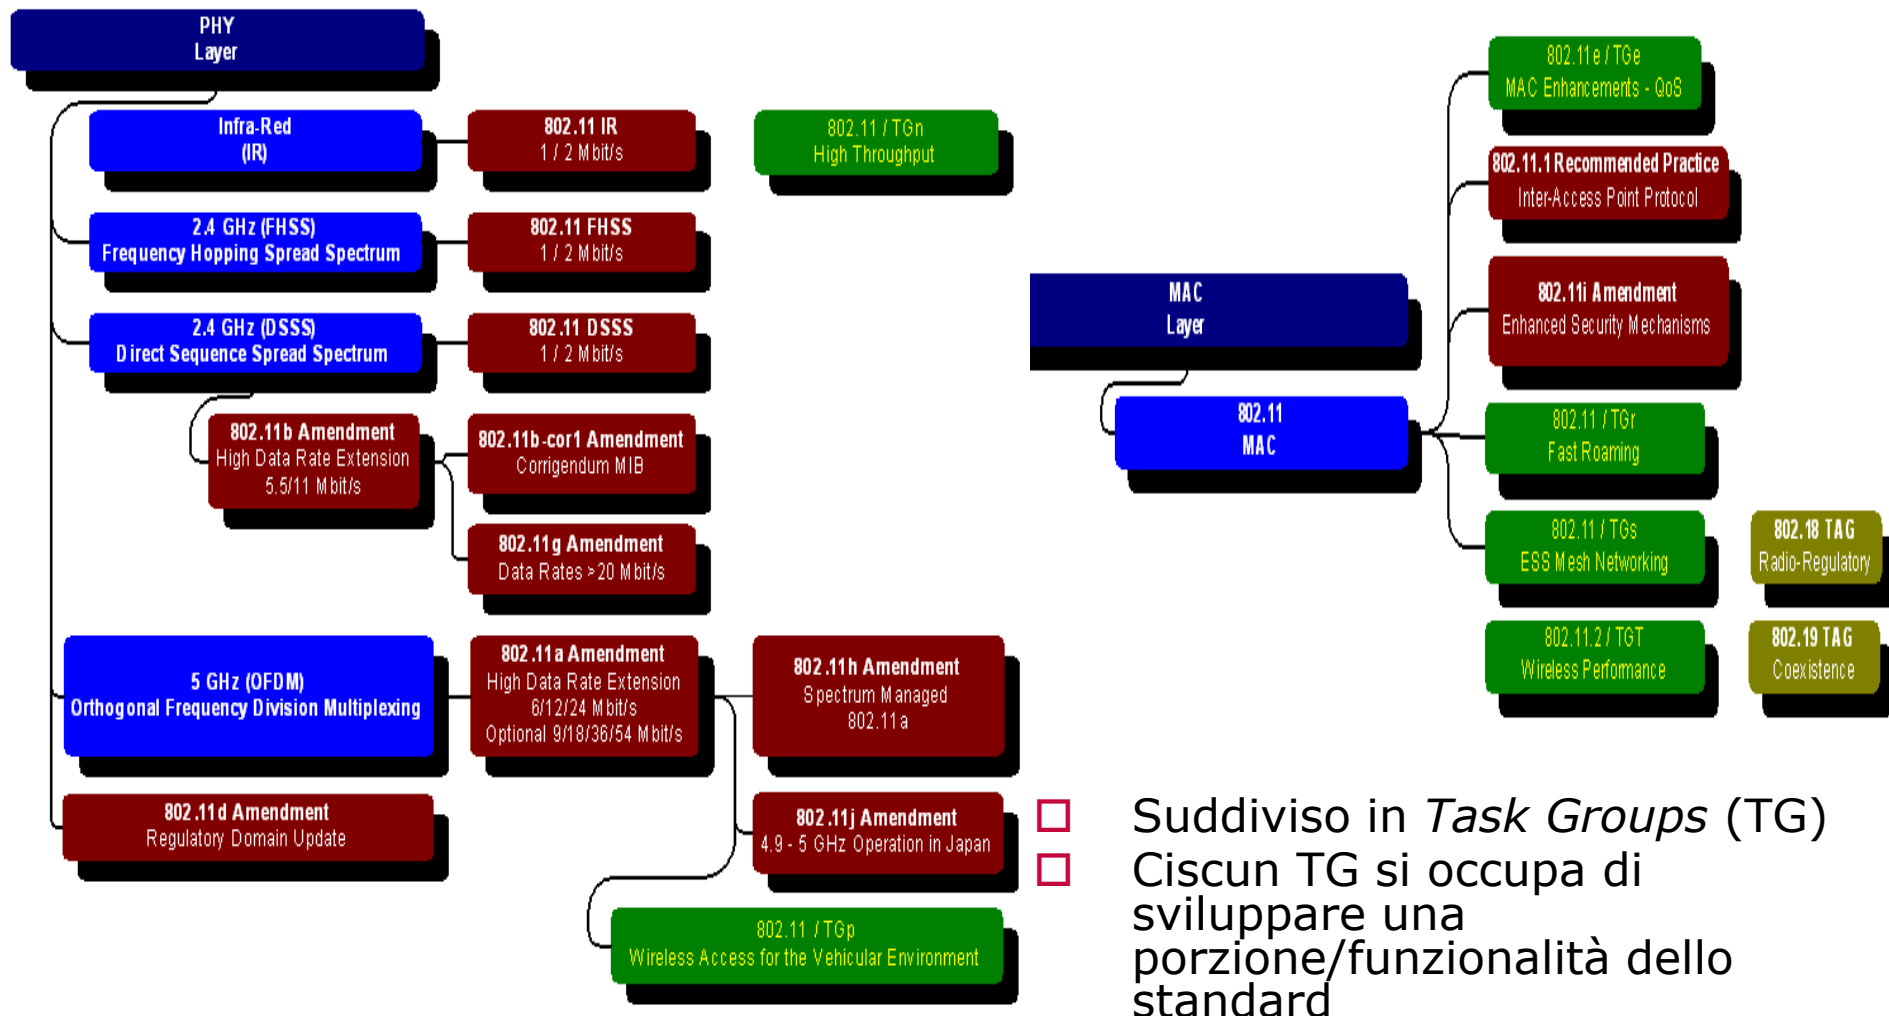 PHY
Layer
Infra-Red
(IR)
802.11 IR
1 / 2 Mbit/s
802.11 / TGn
High Throughput
2.4 GHz (FHSS)
Frequency Hopping Spread Spectrum
802.11 FHSS
1 / 2 Mbit/s
2.4 GHz (DSSS)
Direct Sequence Spread Spectrum
802.11 DSSS
1 / 2 Mbit/s
802.11b Amendment
High Data Rate Extension
5.5/11 Mbit/s
802.11b-cor1 Amendment
Corrigendum MIB
802.11g Amendment
Data Rates >20 Mbit/s
5 GHz (OFDM)
Orthogonal Frequency Division Multiplexing
802.11a Amendment
High Data Rate Extension
6/12/24 Mbit/s
Optional 9/18/36/54 Mbit/s
802.11h Amendment
Spectrum Managed
802.11a
802.11d Amendment
Regulatory Domain Update
802.11j Amendment
4.9 - 5 GHz Operation in Japan
802.11 / TGp
Wireless Access for the Vehicular Environment
MAC
Layer
802.11
MAC
802.11e / TGe
MAC Enhancements - QoS
802.11.1 Recommended Practice
Inter-Access Point Protocol
802.11i Amendment
Enhanced Security Mechanisms
802.11 / TGr
Fast Roaming
802.11 / TGs
ESS Mesh Networking
802.18 TAG
Radio-Regulatory
802.11.2 / TGT
Wireless Performance
802.19 TAG
Coexistence
Suddiviso in Task Groups (TG)
Ciscun TG si occupa di
sviluppare una
porzione/funzionalità dello
standard